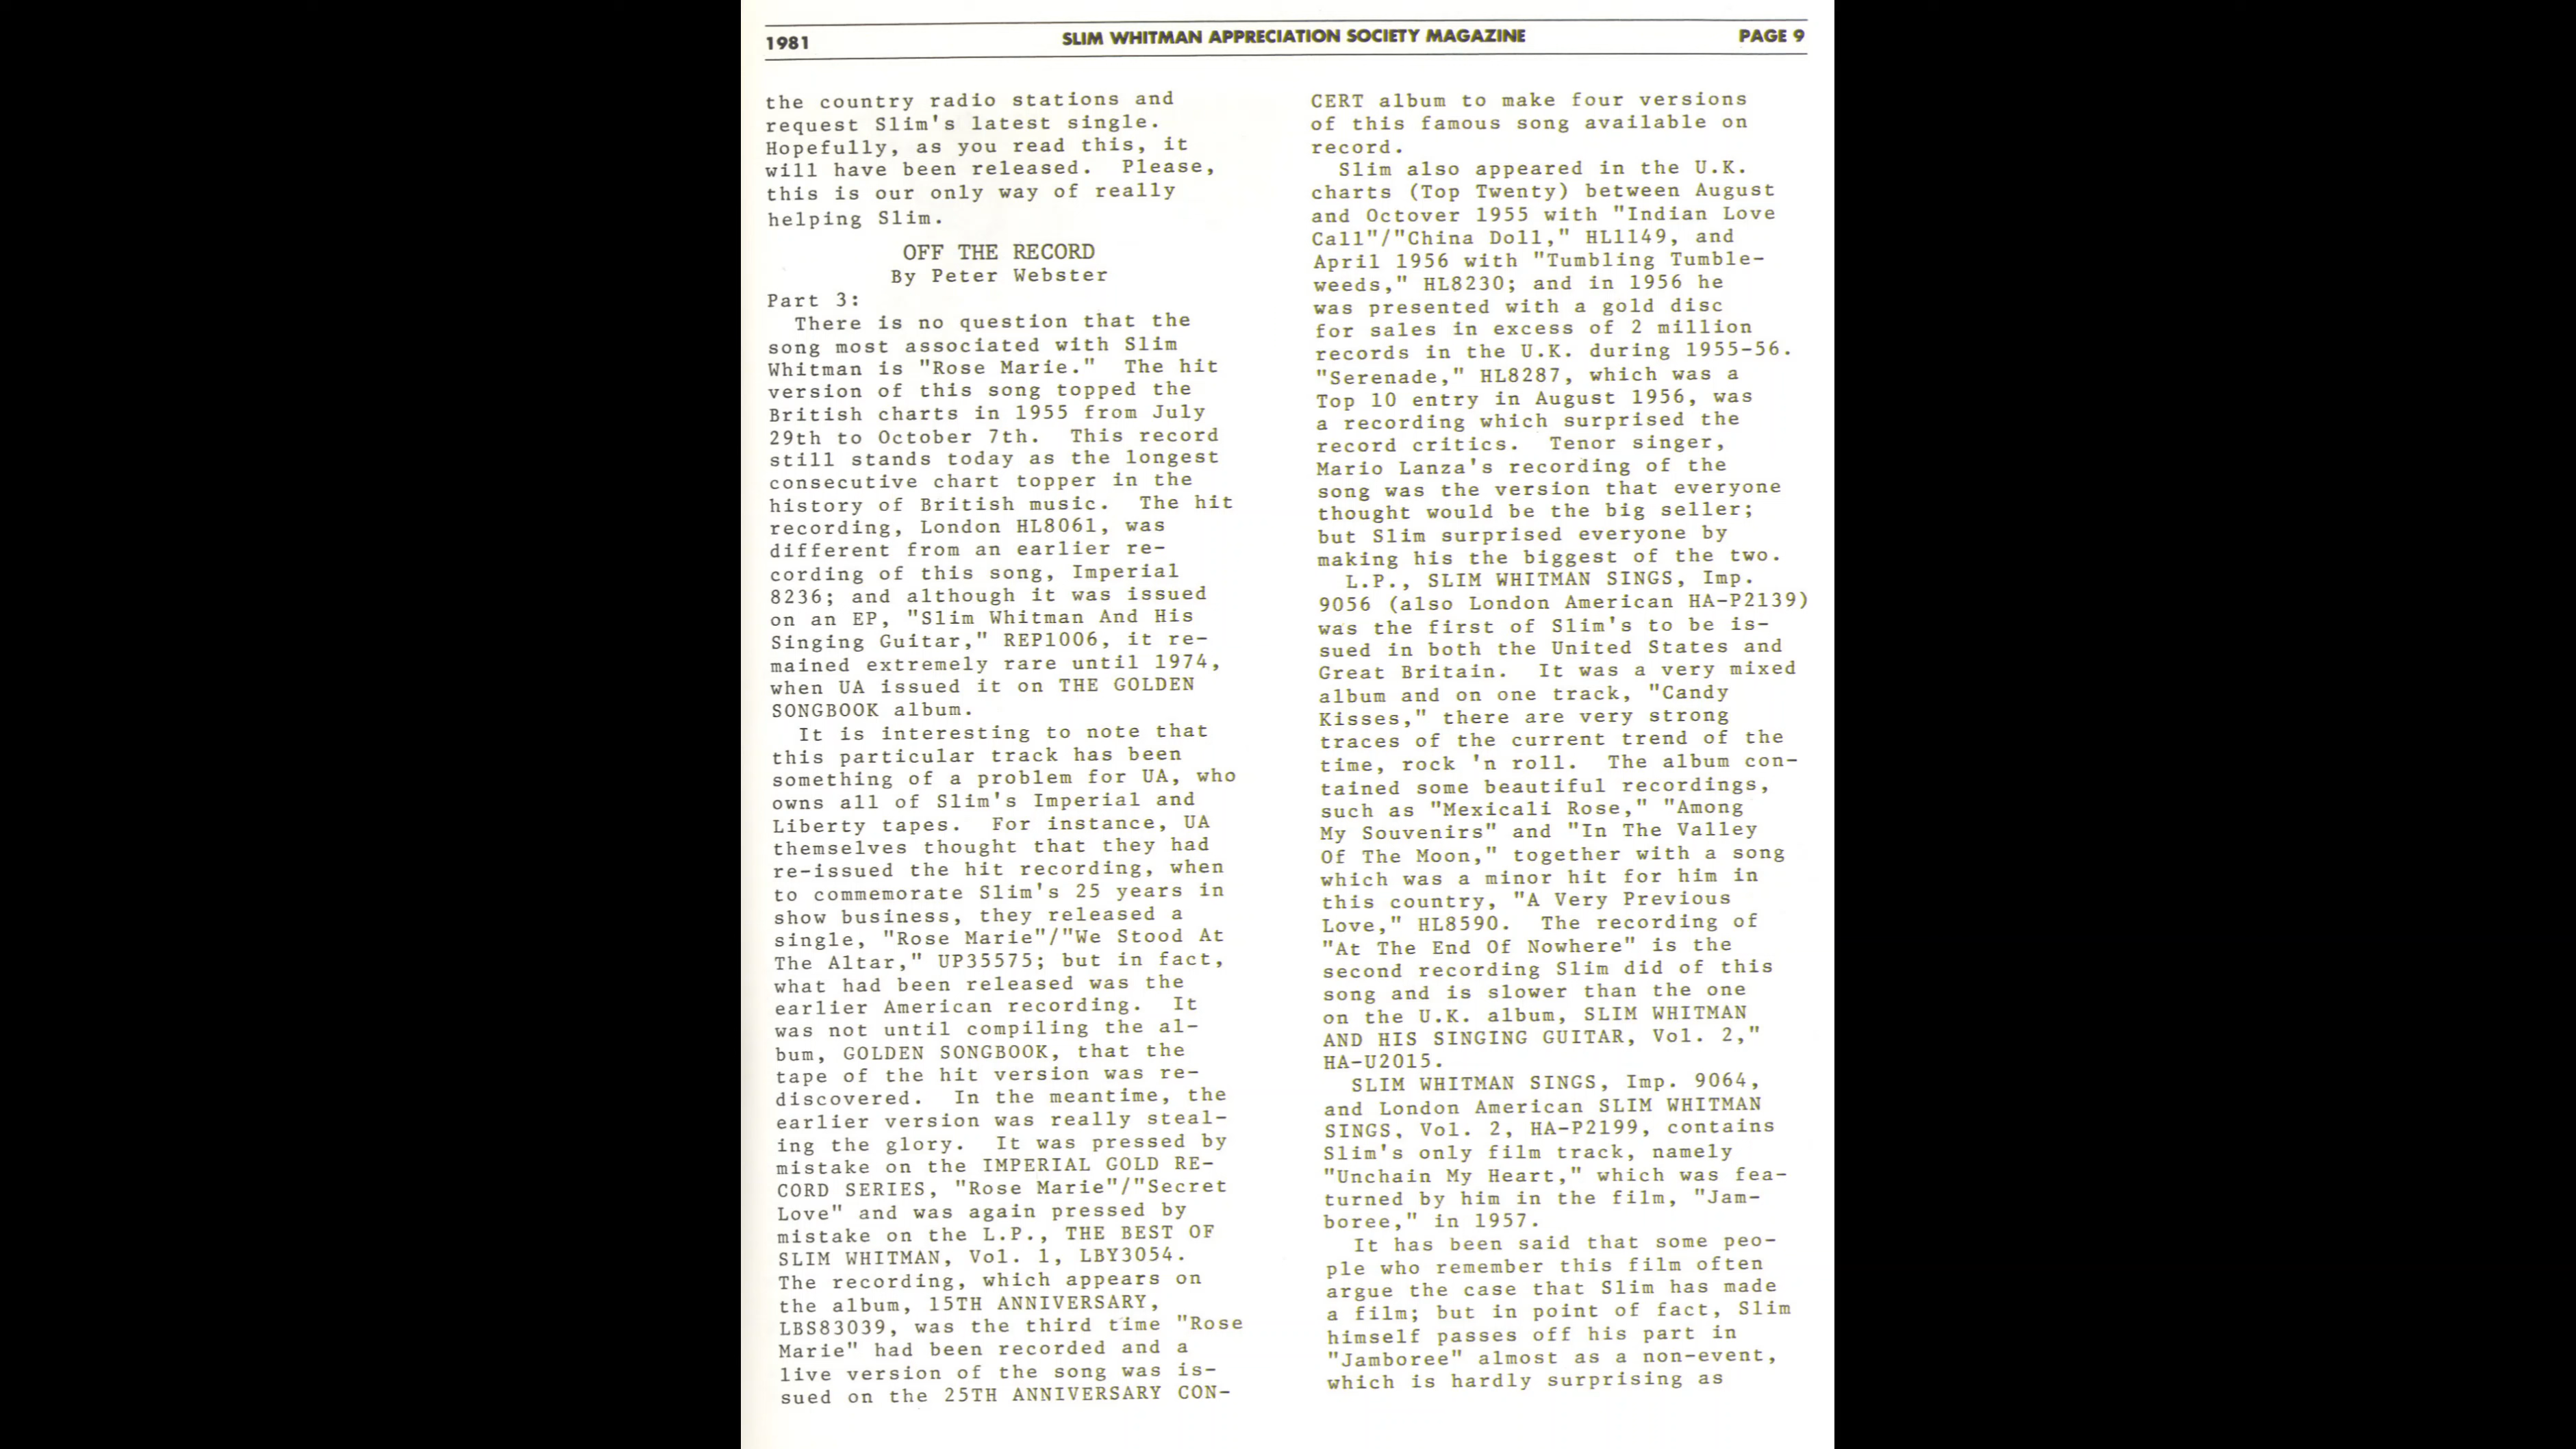 1981
SLIM WHITMAN APPRECIATION SOCIETY MAGAZINE
PAGE 9
the country radio stations and
request Slim's latest single.
Hopefully, as you read this, it
will have been released.  Please,
this is our only way of really
helping Slim.
OFF THE RECORD
By Peter Webster
Part 3:
There is no question that the
song most associated with Slim
Whitman is "Rose Marie."  The hit
version of this song topped the
British charts in 1955 from July
29th to October 7th.  This record
still stands today as the longest
consecutive chart topper in the
history of British music.  The hit
recording, London HL8061, was
different from an earlier re-
cording of this song, Imperial
8236; and although it was issued
on an EP, "Slim Whitman And His
Singing Guitar," REP1006, it re-
mained extremely rare until 1974,
when UA issued it on THE GOLDEN
SONGBOOK album.
It is interesting to note that
this particular track has been
something of a problem for UA, who
owns all of Slim's Imperial and
Liberty tapes.  For instance, UA
themselves thought that they had
re-issued the hit recording, when
to commemorate Slim's 25 years in
show business, they released a
single, "Rose Marie"/"We Stood At
The Altar," UP35575; but in fact,
what had been released was the
earlier American recording.  It
was not until compiling the al-
bum, GOLDEN SONGBOOK, that the
tape of the hit version was re-
discovered.  In the meantime, the
earlier version was really steal-
ing the glory.  It was pressed by
mistake on the IMPERIAL GOLD RE-
CORD SERIES, "Rose Marie"/"Secret
Love" and was again pressed by
mistake on the L.P., THE BEST OF
SLIM WHITMAN, Vol. 1, LBY3054.
The recording, which appears on
the album, 15TH ANNIVERSARY,
LBS83039, was the third time "Rose
Marie" had been recorded and a
live version of the song was is-
sued on the 25TH ANNIVERSARY CON-
CERT album to make four versions
of this famous song available on
record.
Slim also appeared in the U.K.
charts (Top Twenty) between August
and Octover 1955 with "Indian Love
Call"/"China Doll," HL1149, and
April 1956 with "Tumbling Tumble-
weeds," HL8230; and in 1956 he
was presented with a gold disc
for sales in excess of 2 million
records in the U.K. during 1955-56.
"Serenade," HL8287, which was a
Top 10 entry in August 1956, was
a recording which surprised the
record critics.  Tenor singer,
Mario Lanza's recording of the
song was the version that everyone
thought would be the big seller;
but Slim surprised everyone by
making his the biggest of the two.
L.P., SLIM WHITMAN SINGS, Imp.
9056 (also London American HA-P2139)
was the first of Slim's to be is-
sued in both the United States and
Great Britain.  It was a very mixed
album and on one track, "Candy
Kisses," there are very strong
traces of the current trend of the
time, rock 'n roll.  The album con-
tained some beautiful recordings,
such as "Mexicali Rose," "Among
My Souvenirs" and "In The Valley
Of The Moon," together with a song
which was a minor hit for him in
this country, "A Very Previous
Love," HL8590.  The recording of
"At The End Of Nowhere" is the
second recording Slim did of this
song and is slower than the one
on the U.K. album, SLIM WHITMAN
AND HIS SINGING GUITAR, Vol. 2,"
HA-U2015.
SLIM WHITMAN SINGS, Imp. 9064,
and London American SLIM WHITMAN
SINGS, Vol. 2, HA-P2199, contains
Slim's only film track, namely
"Unchain My Heart," which was fea-
turned by him in the film, "Jam-
boree," in 1957.
It has been said that some peo-
ple who remember this film often
argue the case that Slim has made
a film; but in point of fact, Slim
himself passes off his part in
"Jamboree" almost as a non-event,
which is hardly surprising as